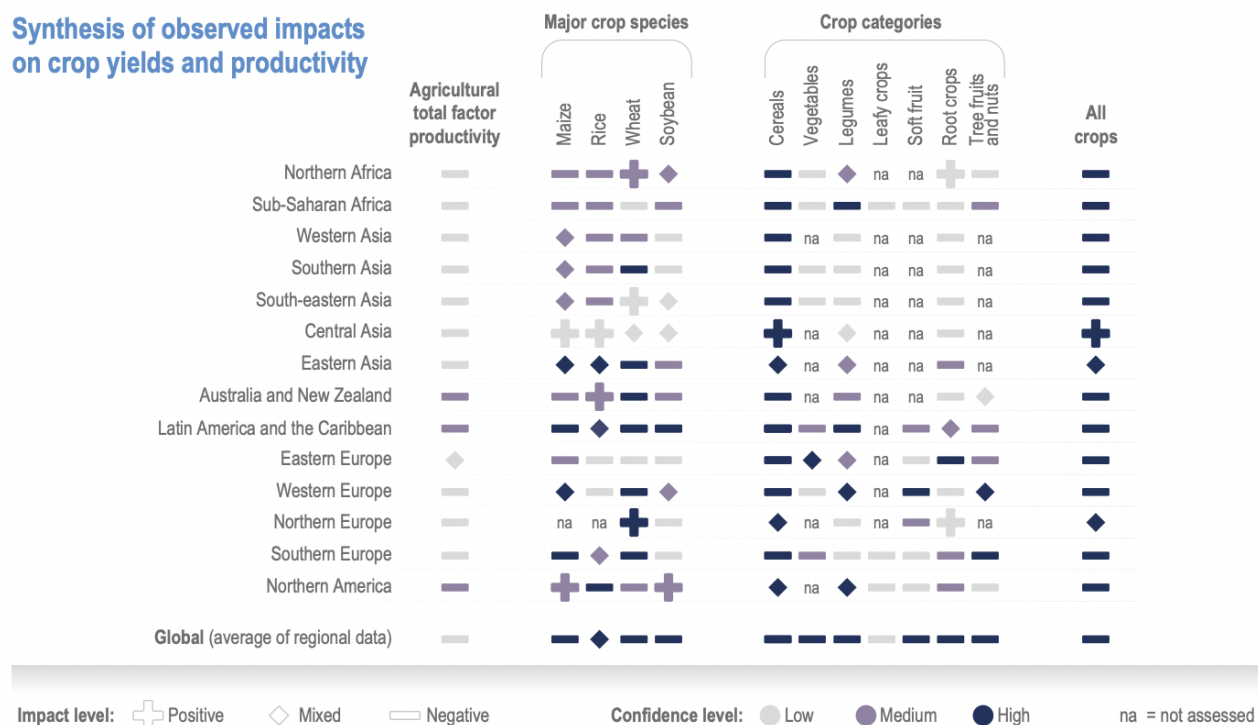 Synthesis of observed impacts
on crop yields and productivity
Major crop species
Crop categories
Agricultural
total factor
productivity
Maize
Rice
Wheat
Soybean
Cereals
Vegetables
Legumes
Leafy crops
Soft fruit
Root crops
Tree fruits
and nuts
All
crops
Northern Africa na na
Sub-Saharan Africa
Western Asia na na na na
Southern Asia na na na
South-eastern Asia na na na
Central Asia na na na na
Eastern Asia na na na na
Australia and New Zealand na na na
Latin America and the Caribbean na
Eastern Europe na
Western Europe na
Northern Europe na na na na na
Southern Europe
Northern America na
Global (average of regional data)
Impact level: Positive Mixed Negative Confidence level: Low Medium High na = not assessed